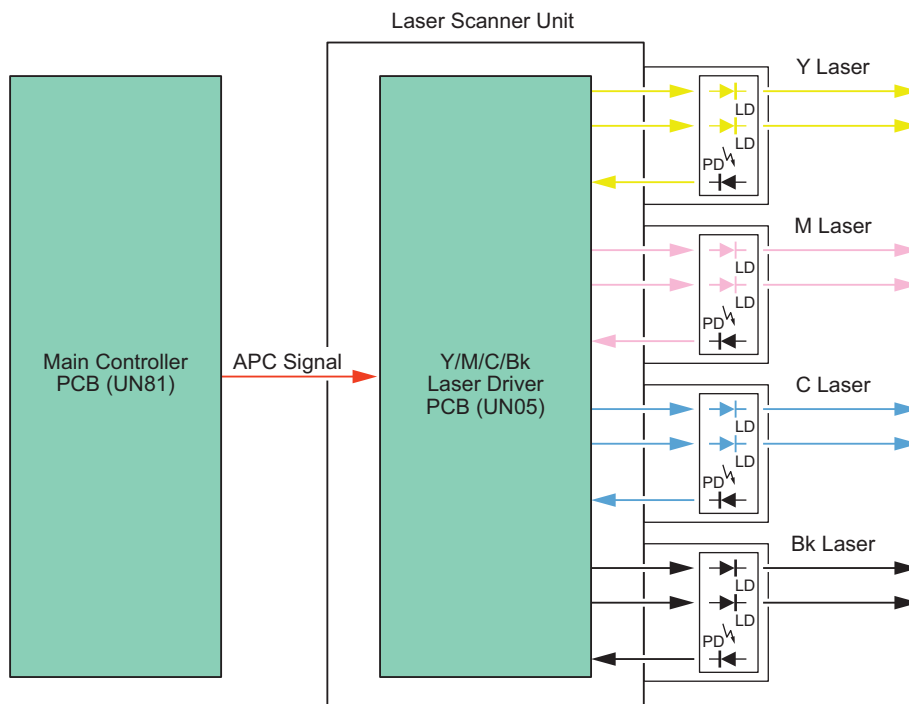 Laser Scanner Unit
Y Laser
LD
LD
PD
M Laser
LD
LD
PD
Main Controller
PCB (UN81)
APC Signal
Y/M/C/Bk
Laser Driver
PCB (UN05)
C Laser
LD
LD
PD
Bk Laser
LD
LD
PD